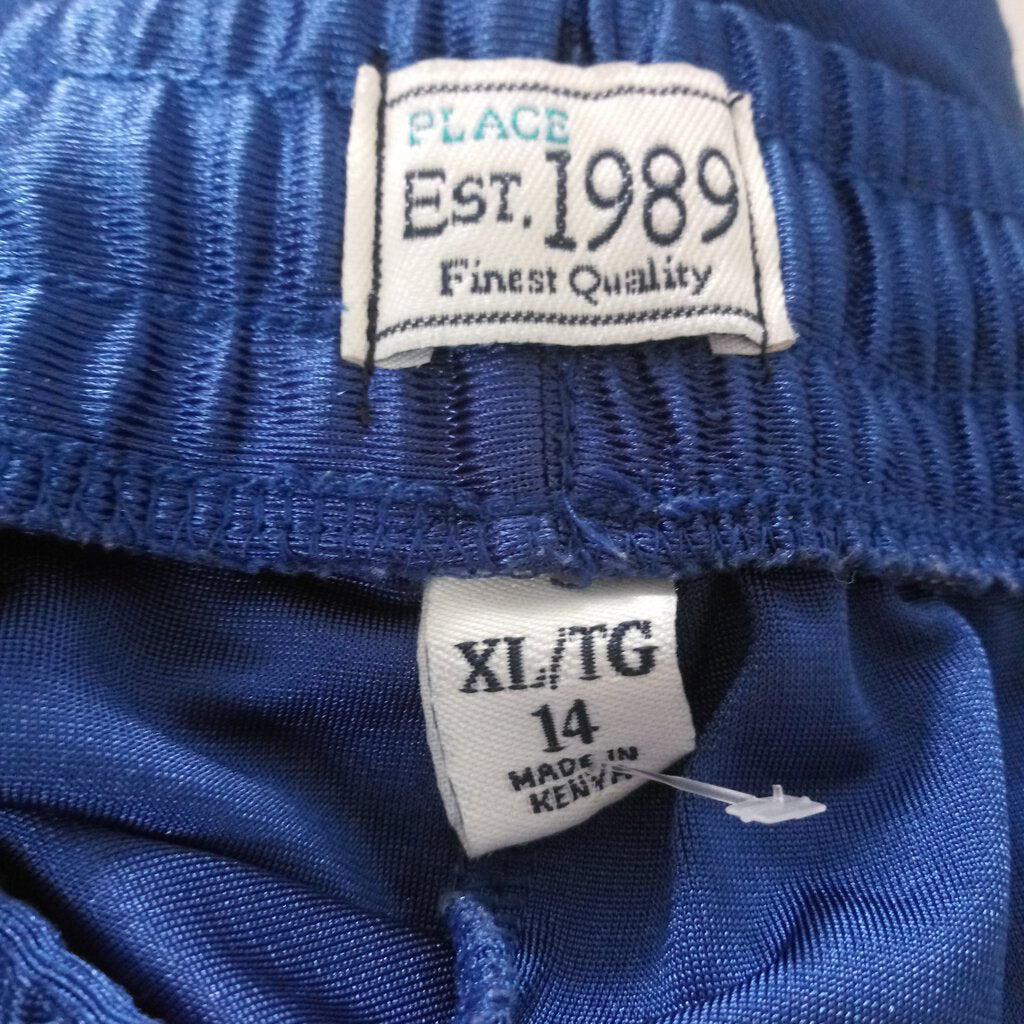 PLACE
EST. 1989
Finest Quality
XL/TG
14
MADE IN
KENYA